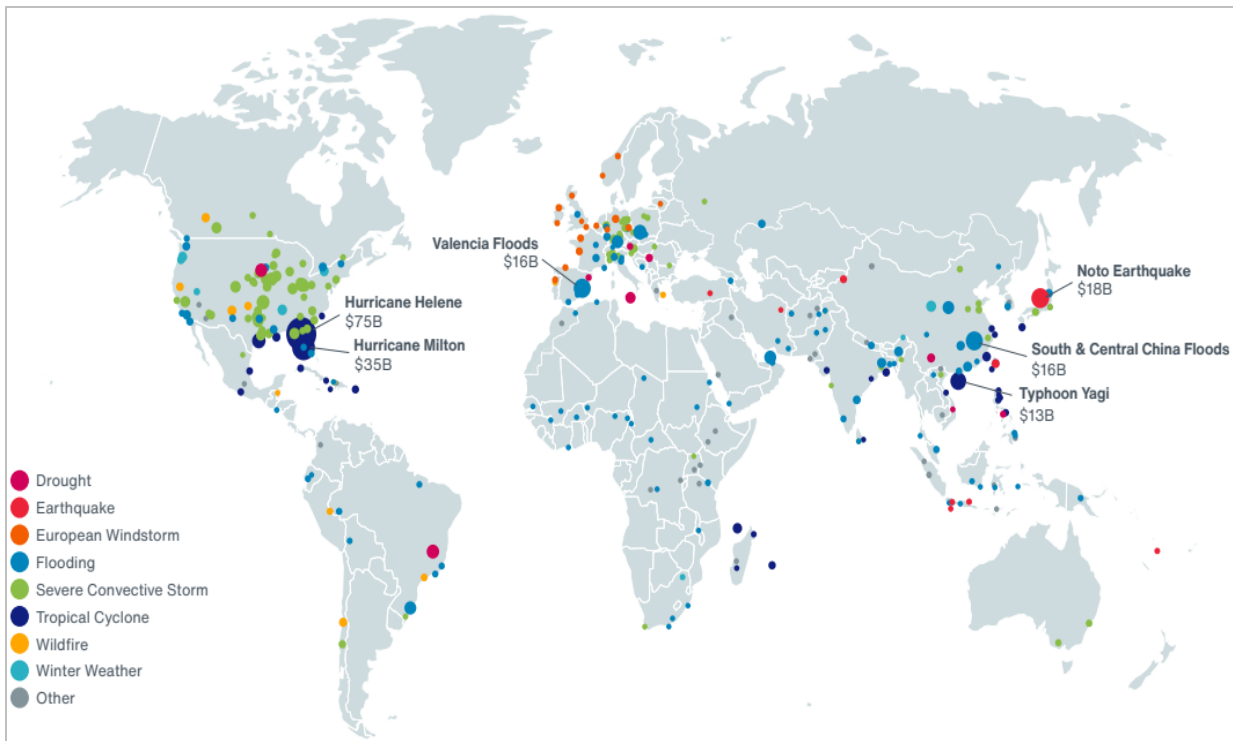 Valencia Floods
$16B
Noto Earthquake
$18B
Hurricane Helene
$75B
Hurricane Milton
$35B
South & Central China Floods
$16B
Typhoon Yagi
$13B
Drought
Earthquake
European Windstorm
Flooding
Severe Convective Storm
Tropical Cyclone
Wildfire
Winter Weather
Other